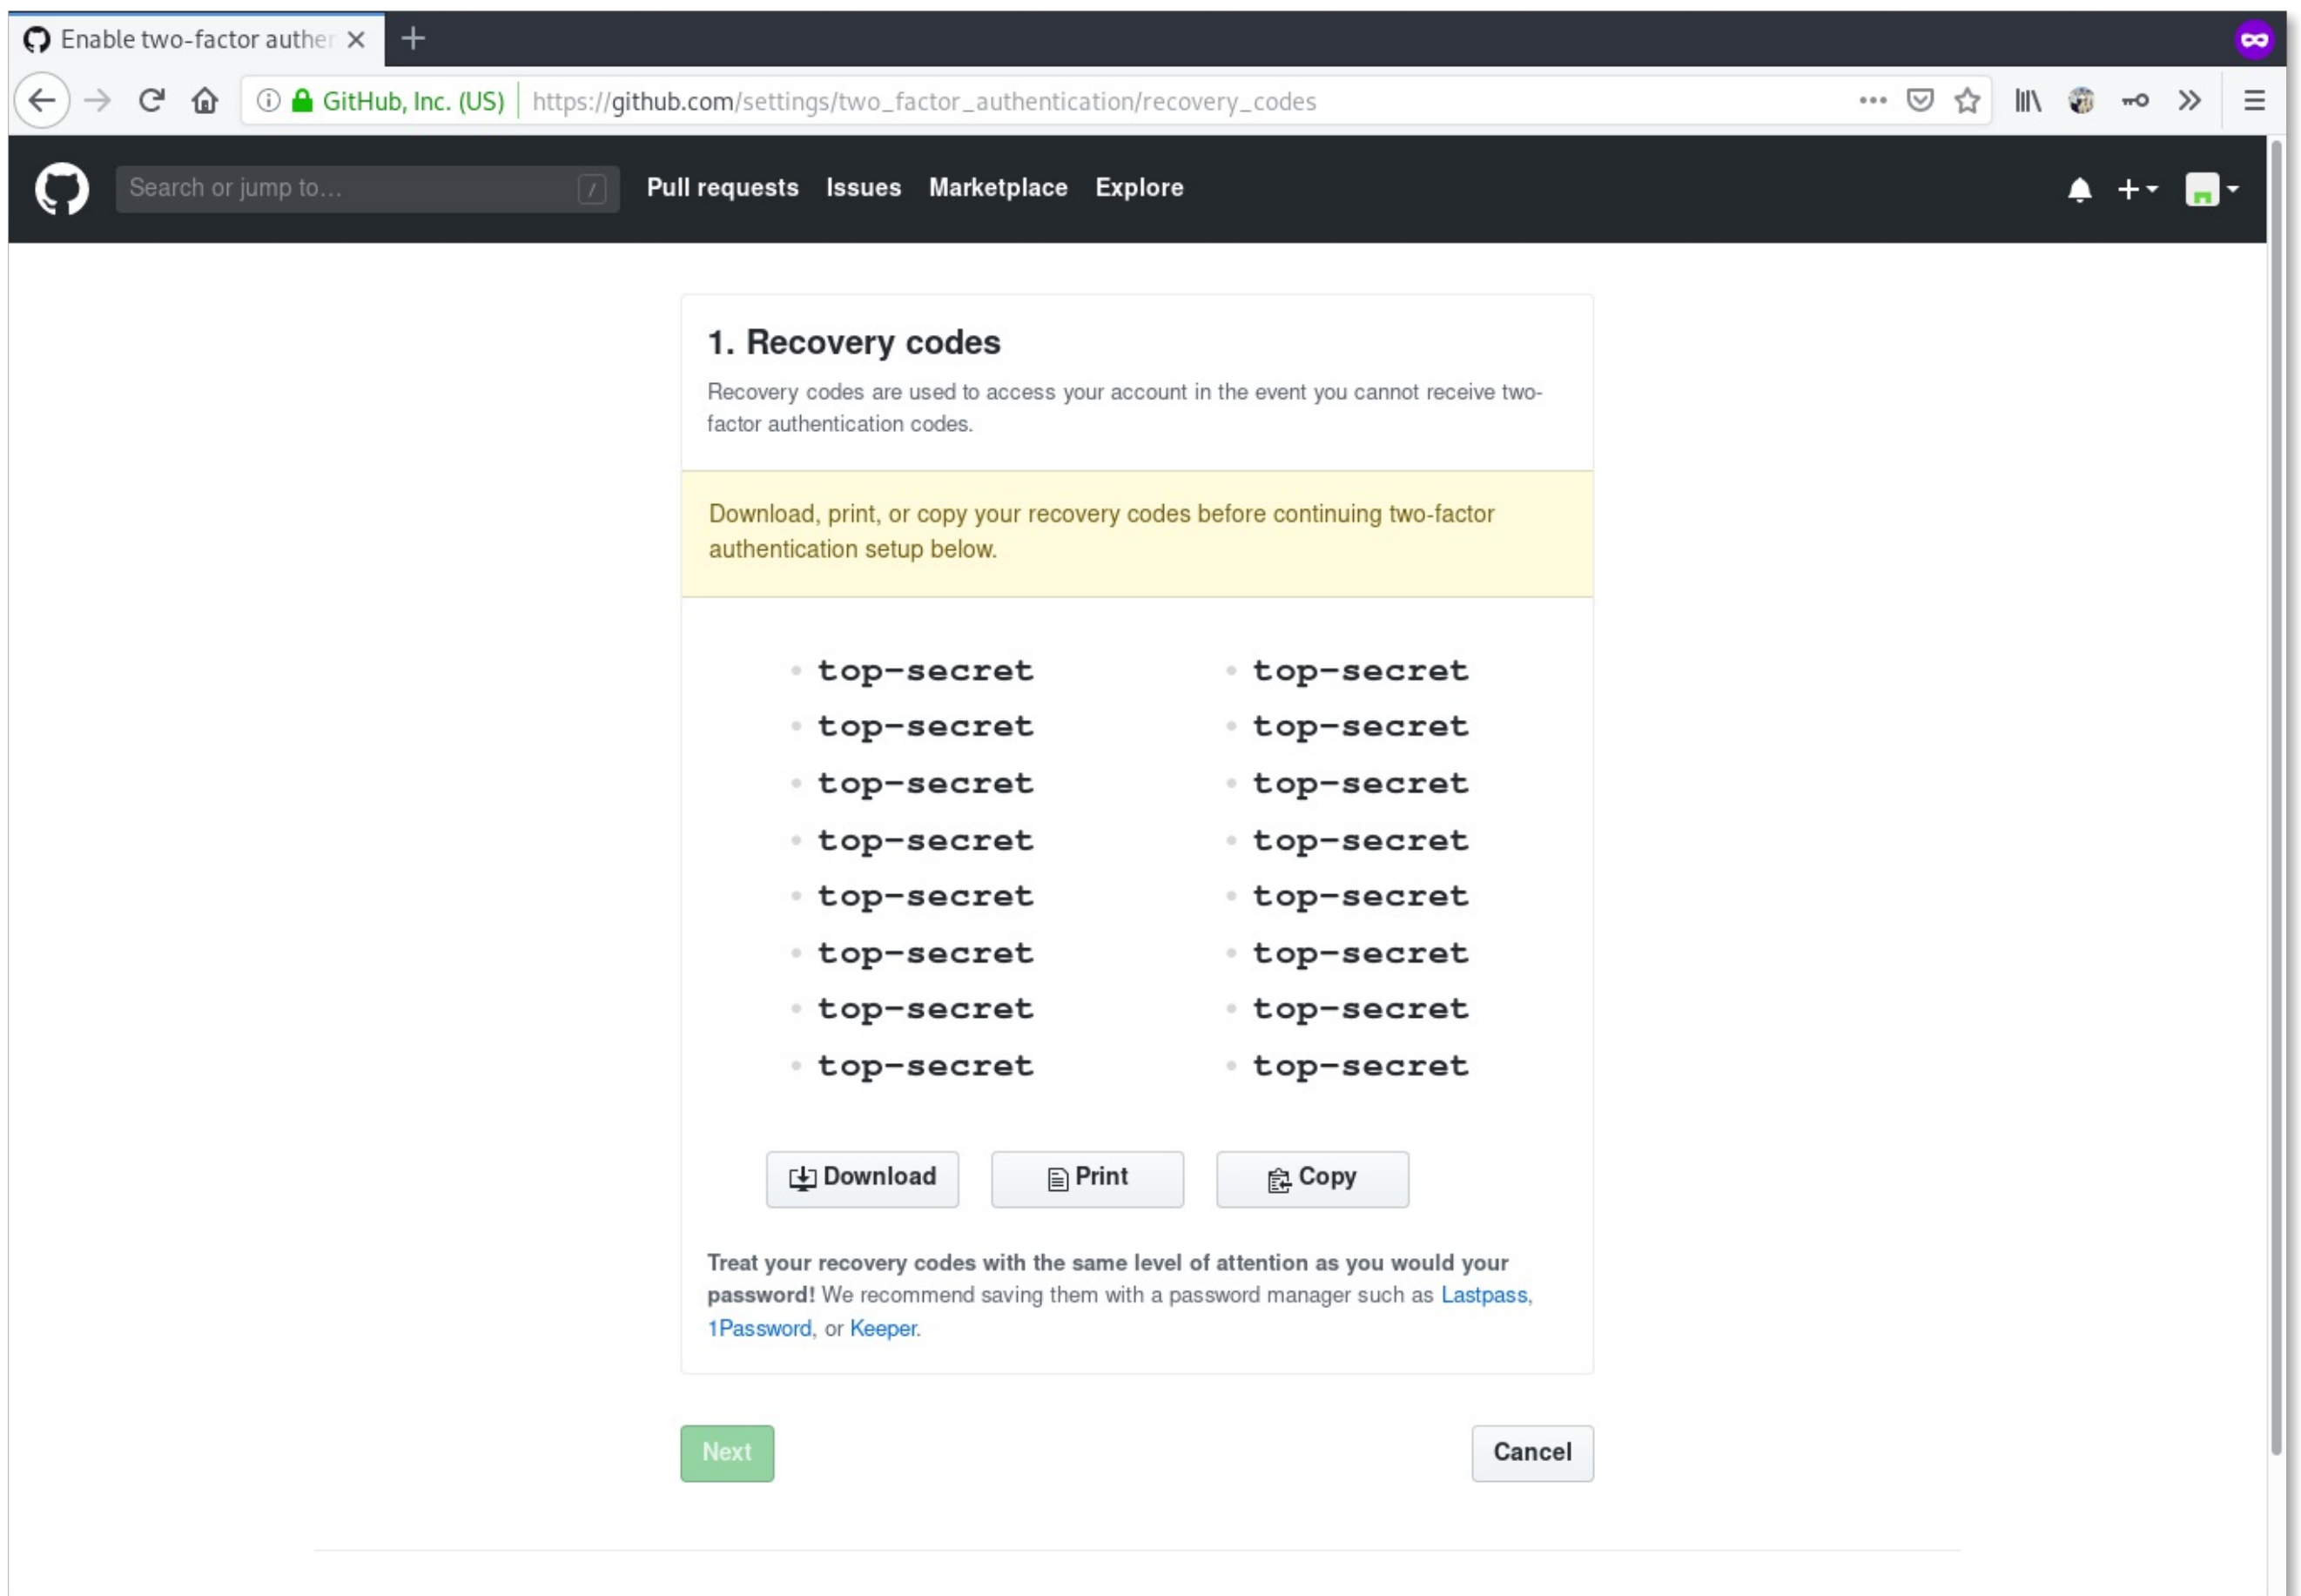 Enable two-factor authen
GitHub, Inc. (US) https://github.com/settings/two_factor_authentication/recovery_codes
Search or jump to… / Pull requests Issues Marketplace Explore
1. Recovery codes
Recovery codes are used to access your account in the event you cannot receive two-
factor authentication codes.
Download, print, or copy your recovery codes before continuing two-factor
authentication setup below.
top-secret top-secret
top-secret top-secret
top-secret top-secret
top-secret top-secret
top-secret top-secret
top-secret top-secret
top-secret top-secret
top-secret top-secret
Download Print Copy
Treat your recovery codes with the same level of attention as you would your
password! We recommend saving them with a password manager such as Lastpass,
1Password, or Keeper.
Next Cancel